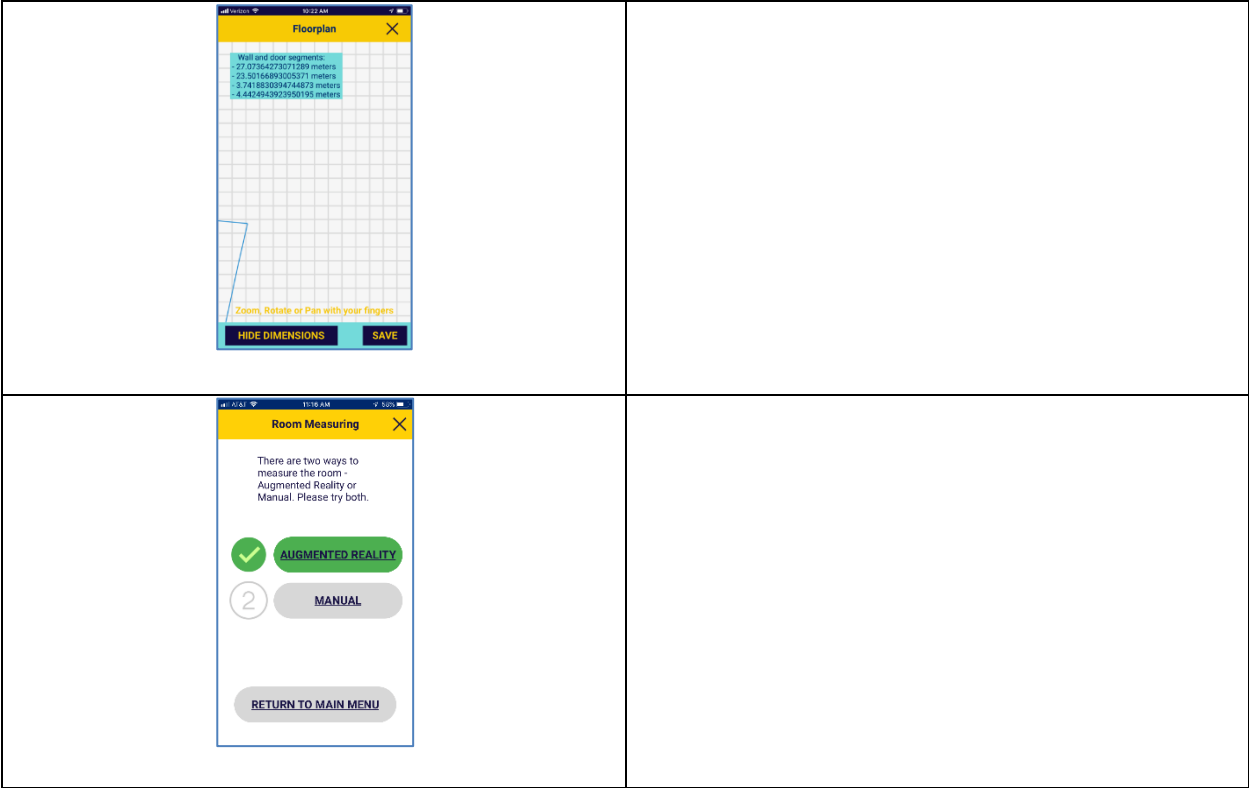 Verizon 10:22 AM
Floorplan
Wall and door segments:
- 27.07364273071289 meters
- 23.50166893005371 meters
- 3.7418830394744873 meters
- 4.4424943923950195 meters
Zoom, Rotate or Pan with your fingers
HIDE DIMENSIONS SAVE
AT&T 11:16 AM 56%
Room Measuring
There are two ways to
measure the room -
Augmented Reality or
Manual. Please try both.
AUGMENTED REALITY
2 MANUAL
RETURN TO MAIN MENU